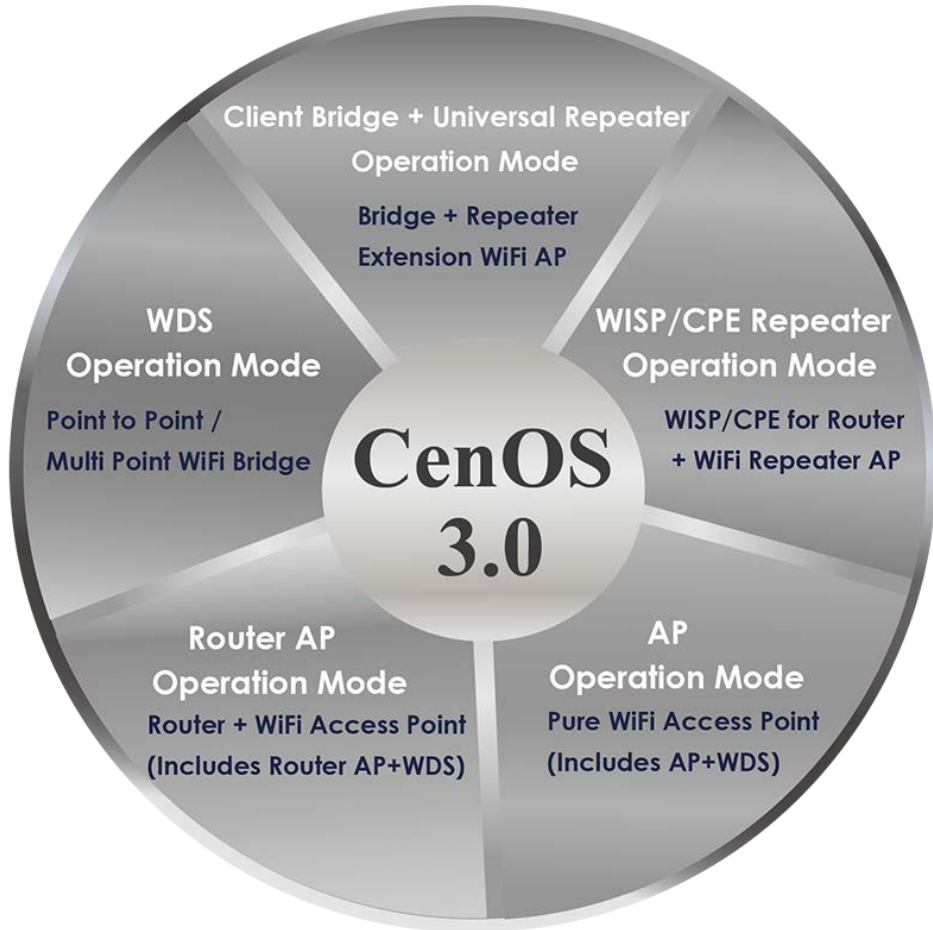 Client Bridge + Universal Repeater
Operation Mode
Bridge + Repeater
Extension WiFi AP
WISP/CPE Repeater
Operation Mode
WISP/CPE for Router
+ WiFi Repeater AP
AP
Operation Mode
Pure WiFi Access Point
(Includes AP+WDS)
Router AP
Operation Mode
Router + WiFi Access Point
(Includes Router AP+WDS)
WDS
Operation Mode
Point to Point /
Multi Point WiFi Bridge
CenOS
3.0